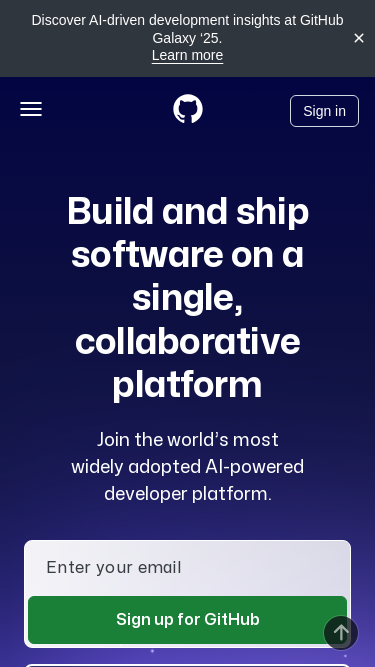 Discover AI-driven development insights at GitHub
Galaxy ‘25.
Learn more
Sign in
Build and ship
software on a
single,
collaborative
platform
Join the world’s most
widely adopted AI-powered
developer platform.
Enter your email
Sign up for GitHub